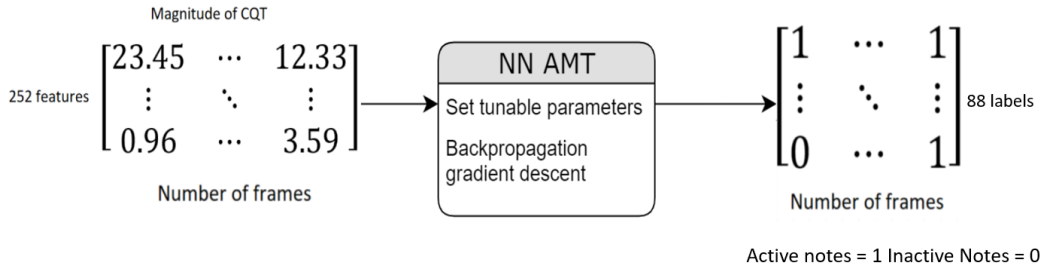 Magnitude of CQT
252 features
23.45 ⋯ 12.33
⋮ ⋱ ⋮
0.96 ⋯ 3.59
Number of frames
NN AMT
Set tunable parameters
Backpropagation
gradient descent
1 ⋯ 1
⋮ ⋱ ⋮
0 ⋯ 1
88 labels
Number of frames
Active notes = 1 Inactive Notes = 0